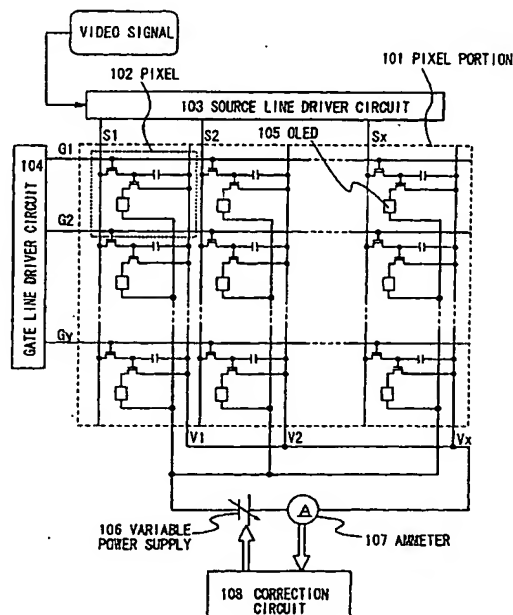 VIDEO SIGNAL
102 PIXEL
101 PIXEL PORTION
103 SOURCE LINE DRIVER CIRCUIT
S1
S2
105 OLED
Sx
G1
104
GATE LINE DRIVER CIRCUIT
G2
Gy
V1
V2
Vx
A
106 VARIABLE
POWER SUPPLY
107 AMMETER
108 CORRECTION
CIRCUIT